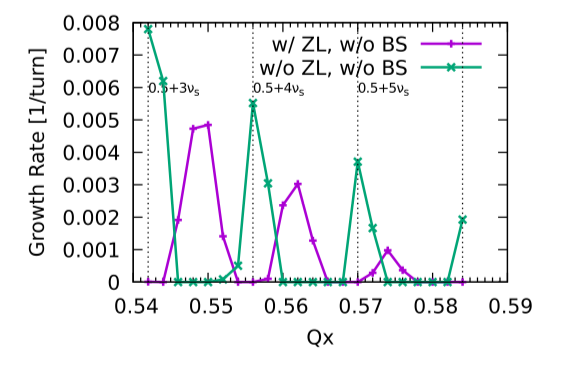 0.008
0.007
0.006
0.005
0.004
0.003
0.002
0.001
0
Growth Rate [1/turn]
w/ ZL, w/o BS
w/o ZL, w/o BS
0.5+3νs
0.5+4νs
0.5+5νs
0.54
0.55
0.56
0.57
0.58
0.59
Qx